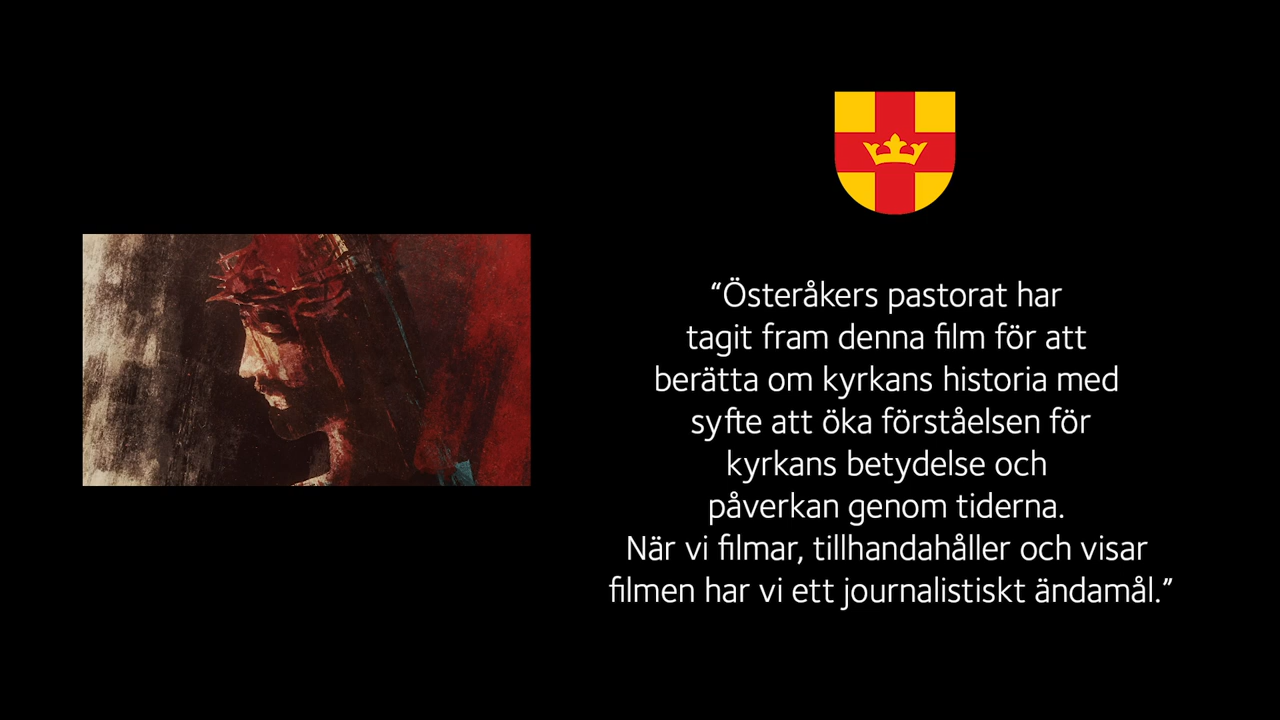 “Österåkers pastorat har
tagit fram denna film för att
berätta om kyrkans historia med
syfte att öka förståelsen för
kyrkans betydelse och
påverkan genom tiderna.
När vi filmar, tillhandahåller och visar
filmen har vi ett journalistiskt ändamål.”